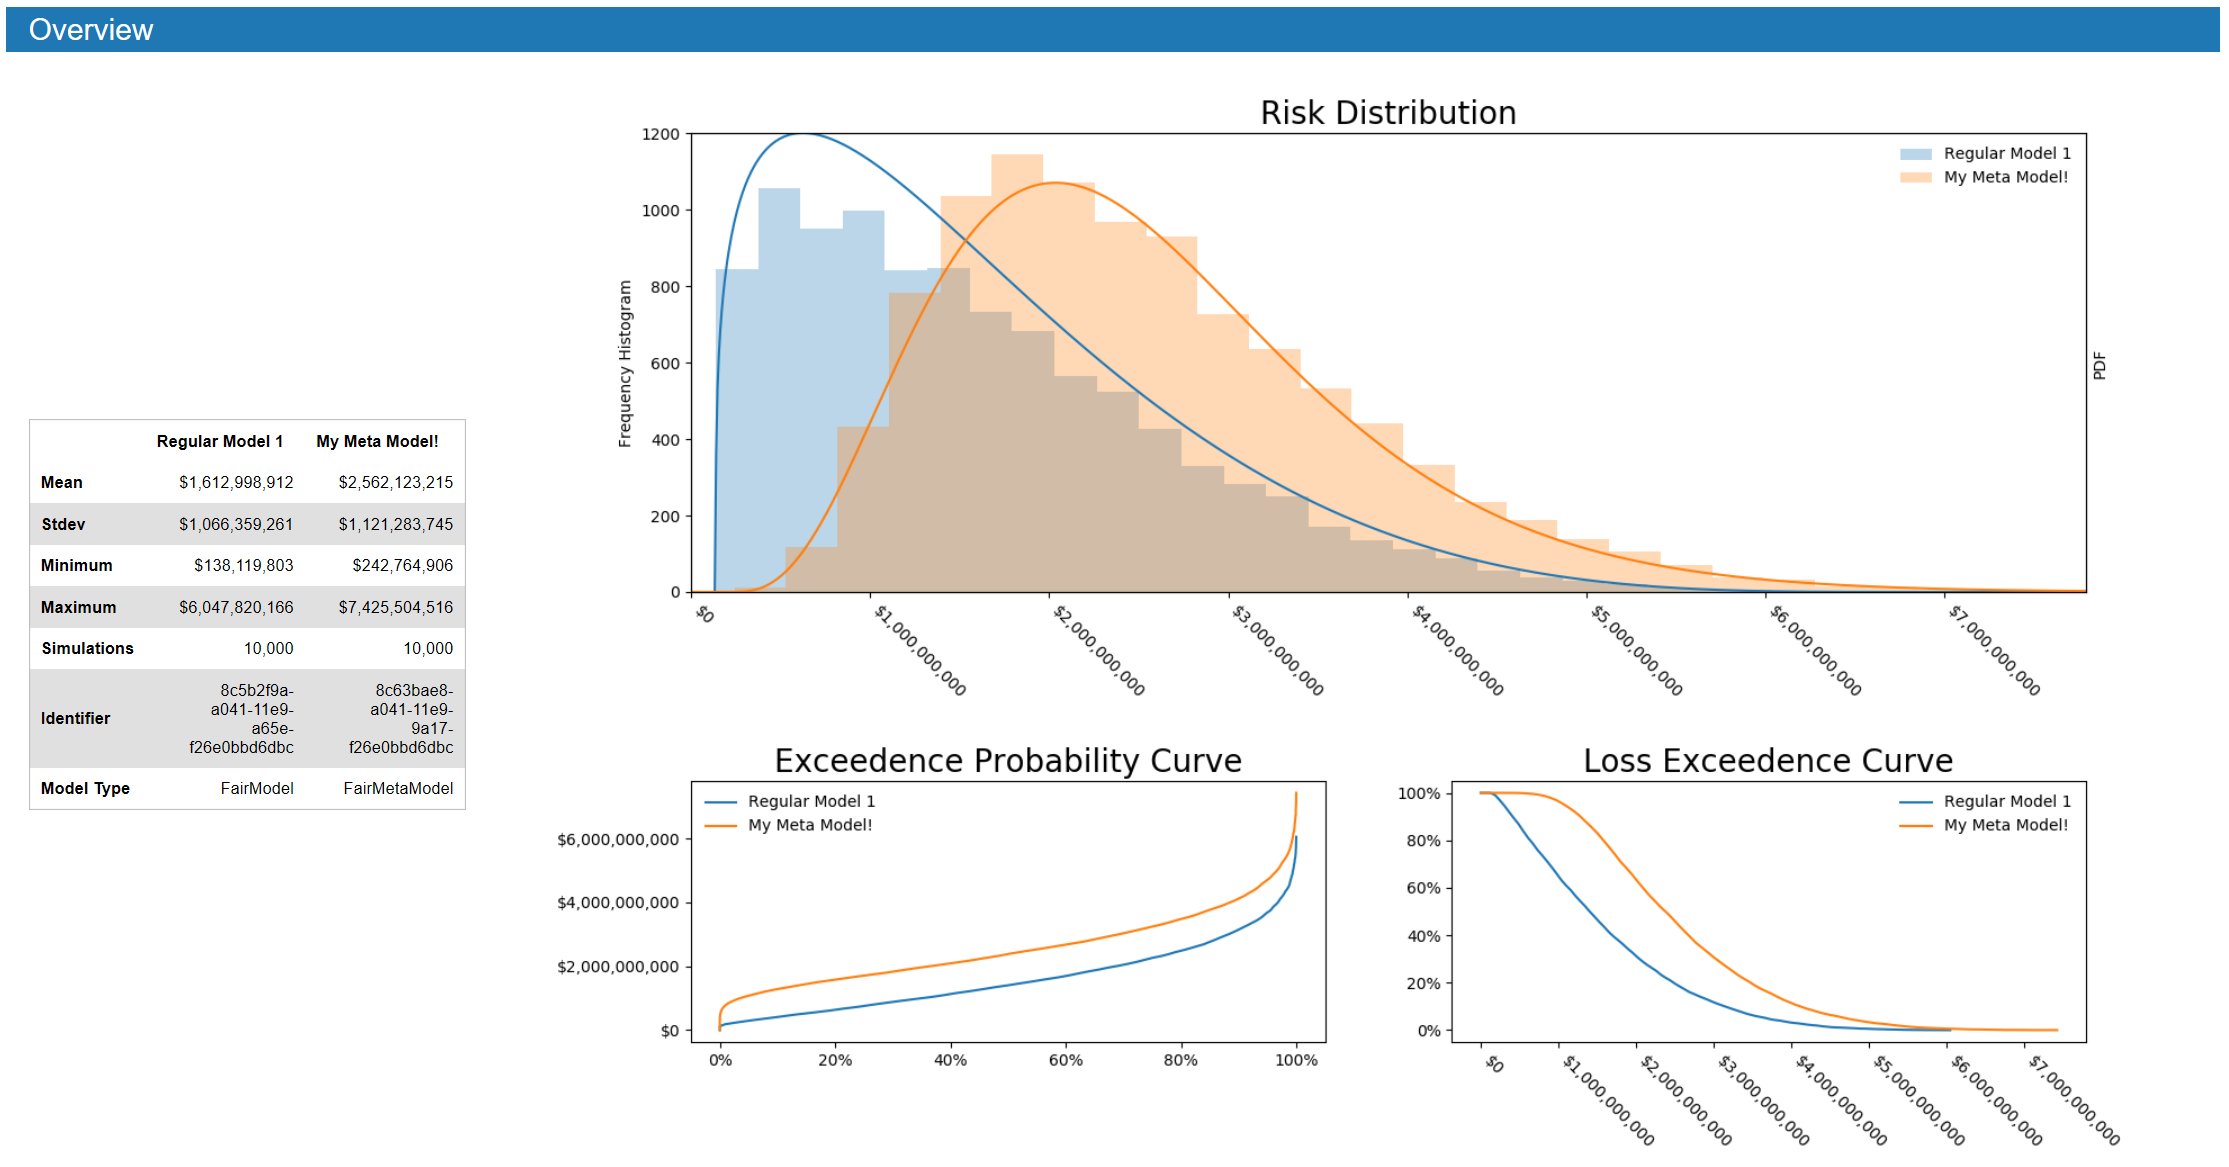 Overview
Regular Model 1 My Meta Model!
Mean $1,612,998,912 $2,562,123,215
Stdev $1,066,359,261 $1,121,283,745
Minimum $138,119,803 $242,764,906
Maximum $6,047,820,166 $7,425,504,516
Simulations 10,000 10,000
Identifier
8c5b2f9a-
a041-11e9-
a65e-
f26e0bbd6dbc
8c63bae8-
a041-11e9-
9a17-
f26e0bbd6dbc
Model Type FairModel FairMetaModel
Risk Distribution
Frequency Histogram
1200
1000
800
600
400
200
0
Regular Model 1
My Meta Model!
PDF
$0
$1,000,000,000
$2,000,000,000
$3,000,000,000
$4,000,000,000
$5,000,000,000
$6,000,000,000
$7,000,000,000
Exceedence Probability Curve
Regular Model 1
My Meta Model!
$6,000,000,000
$4,000,000,000
$2,000,000,000
$0
0% 20% 40% 60% 80% 100%
Loss Exceedence Curve
Regular Model 1
My Meta Model!
100%
80%
60%
40%
20%
0%
$0
$1,000,000,000
$2,000,000,000
$3,000,000,000
$4,000,000,000
$5,000,000,000
$6,000,000,000
$7,000,000,000